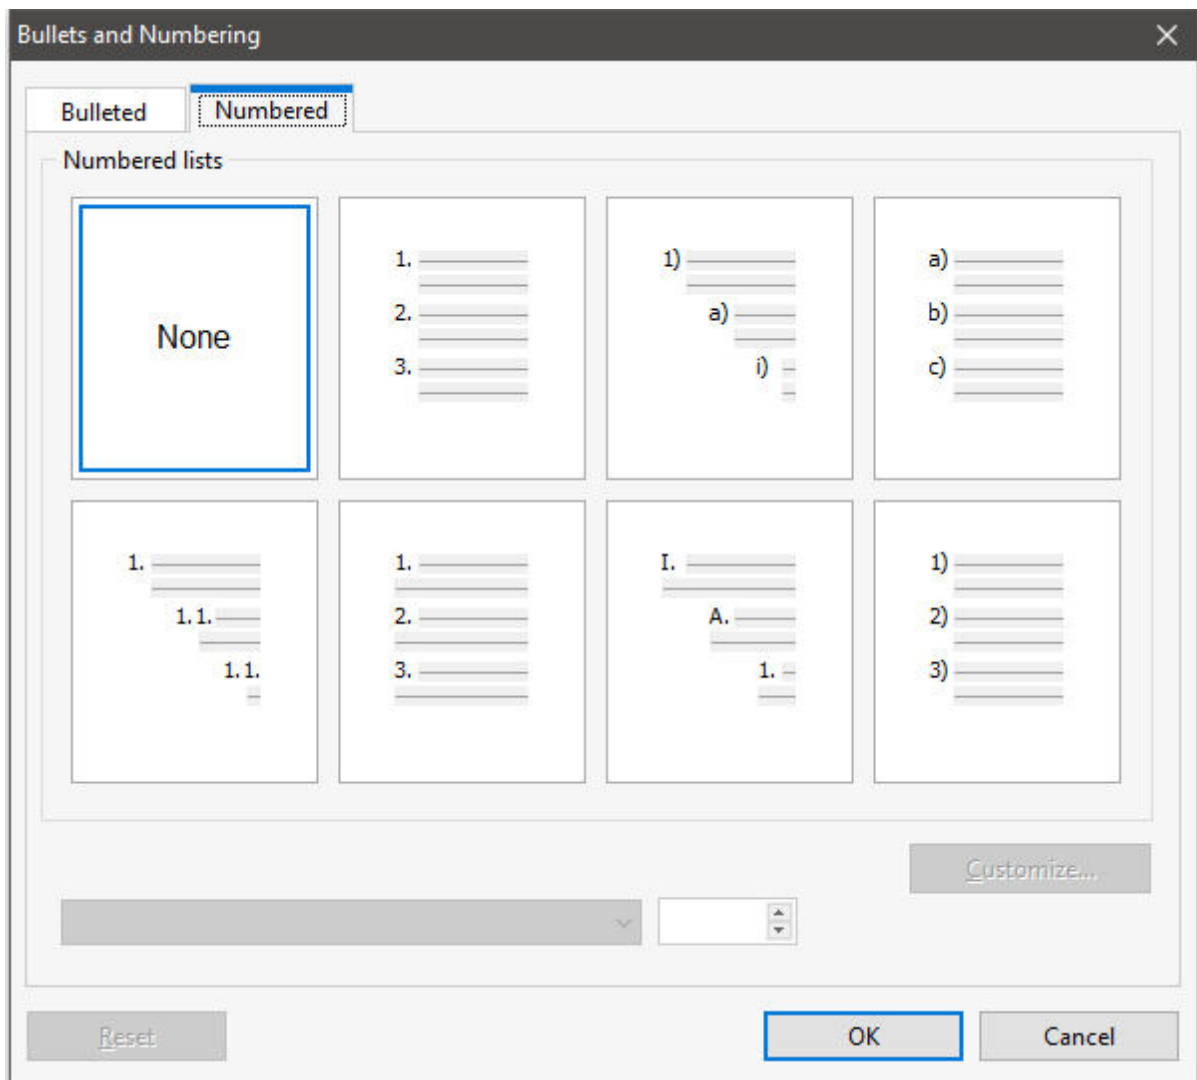 Bullets and Numbering
Bulleted
Numbered
Numbered lists
None
1.
2.
3.
1)
a)
i)
a)
b)
c)
1.
1.1.
1.1.
1.
2.
3.
I.
A.
1.
1)
2)
3)
Customize...
Reset
OK
Cancel